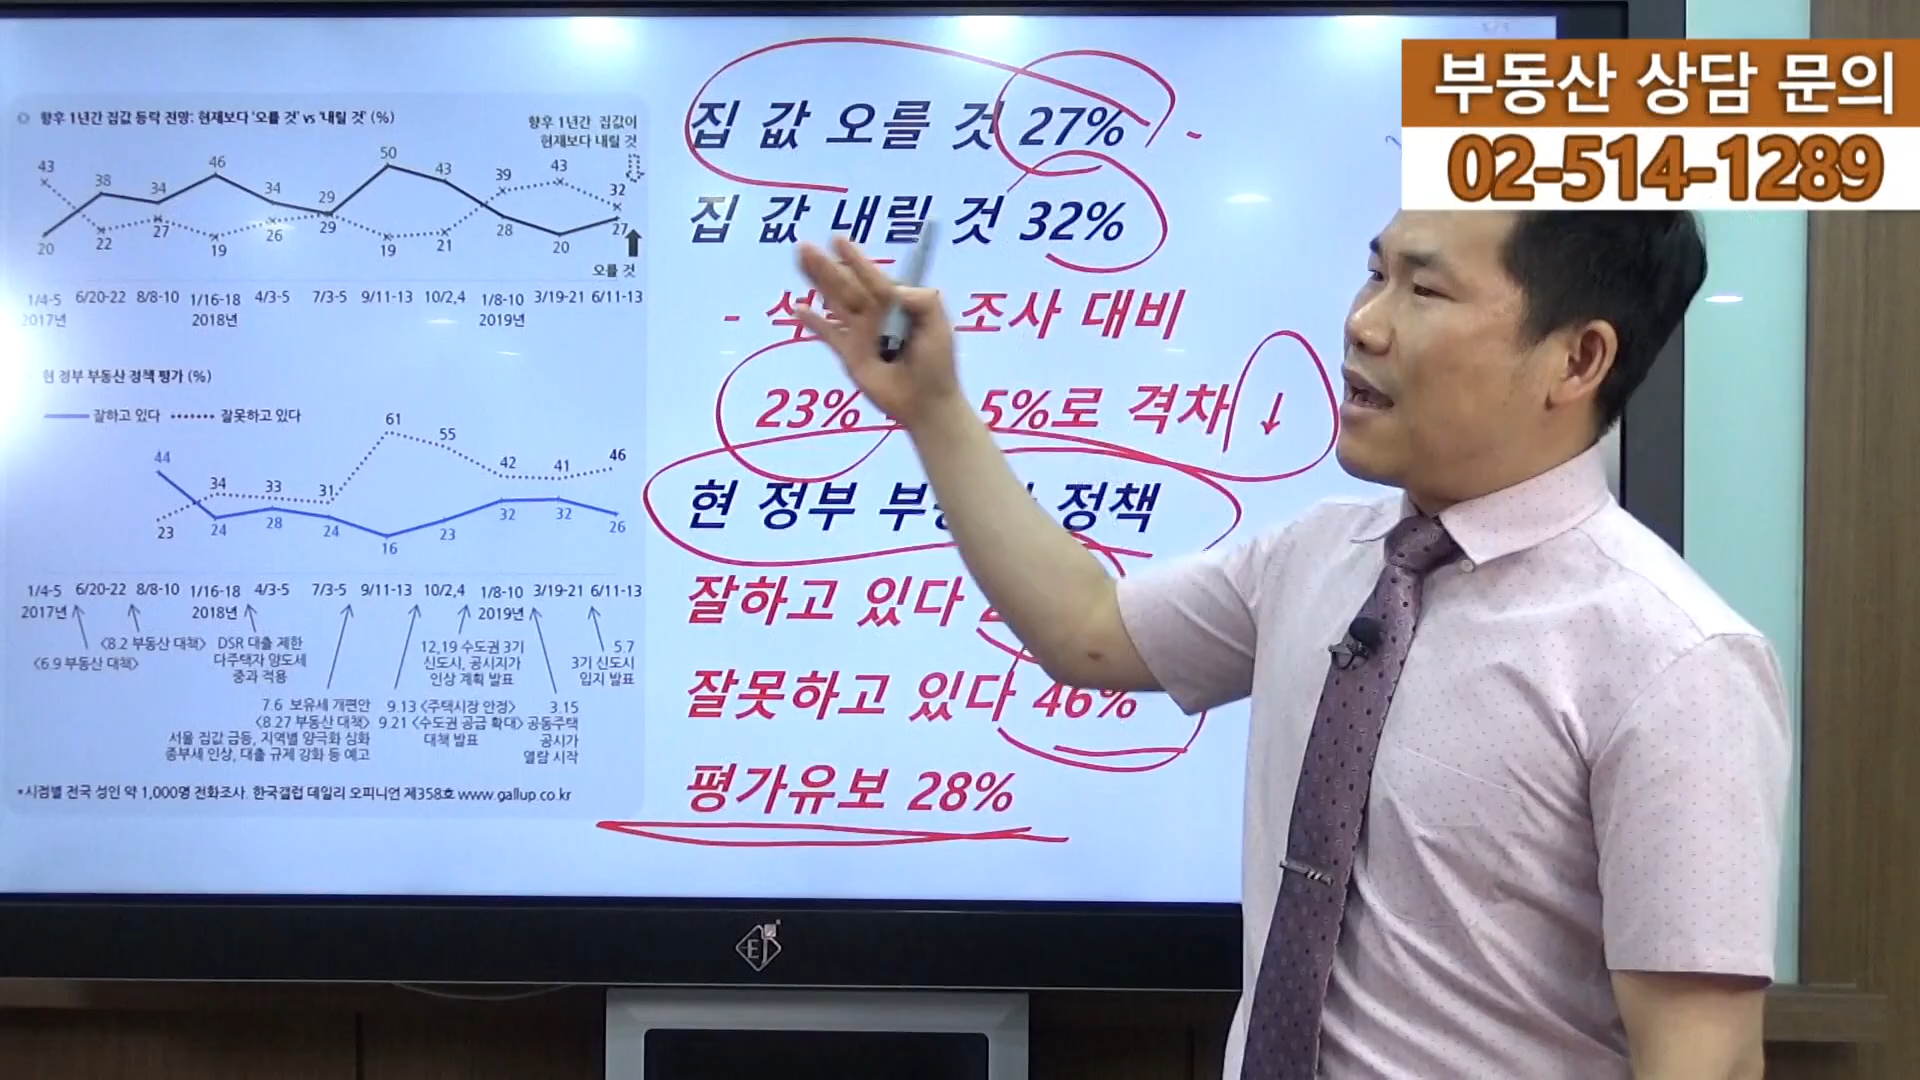 부동산 상담 문의
02-514-1289
향후 1년간 집값 등락 전망: 현재보다 '오를 것' vs '내릴 것' (%)
향후 1년간 집값이
현재보다 내릴 것
43 38 34 46 34 29 50 43 39 43 32
20 22 27 19 26 29 19 21 28 20 27
오를 것
1/4-5 6/20-22 8/8-10 1/16-18 4/3-5 7/3-5 9/11-13 10/2,4 1/8-10 3/19-21 6/11-13
2017년 2018년 2019년
현 정부 부동산 정책 평가 (%)
잘하고 있다 잘못하고 있다
44 34 33 31 61 55 42 41 46
23 24 28 24 16 23 32 32 26
1/4-5 6/20-22 8/8-10 1/16-18 4/3-5 7/3-5 9/11-13 10/2,4 1/8-10 3/19-21 6/11-13
2017년 2018년 2019년
<6.9 부동산 대책>
<8.2 부동산 대책>
DSR 대출 제한
다주택자 양도세
중과 적용
7.6 보유세 개편안
<8.27 부동산 대책>
서울 집값 급등, 지역별 양극화 심화
종부세 인상, 대출 규제 강화 등 예고
9.13 <주택시장 안정>
9.21 <수도권 공급 확대>
대책 발표
12,19 수도권 3기
신도시, 공시지가
인상 계획 발표
3.15
공동주택
공시가
열람 시작
5.7
3기 신도시
입지 발표
*시점별 전국 성인 약 1,000명 전화조사. 한국갤럽 데일리 오피니언 제358호 www.gallup.co.kr
집 값 오를 것 27%
집 값 내릴 것 32%
- 조사 대비
23% 5%로 격차 ↓
현 정부 정책
잘하고 있다
잘못하고 있다 46%
평가유보 28%